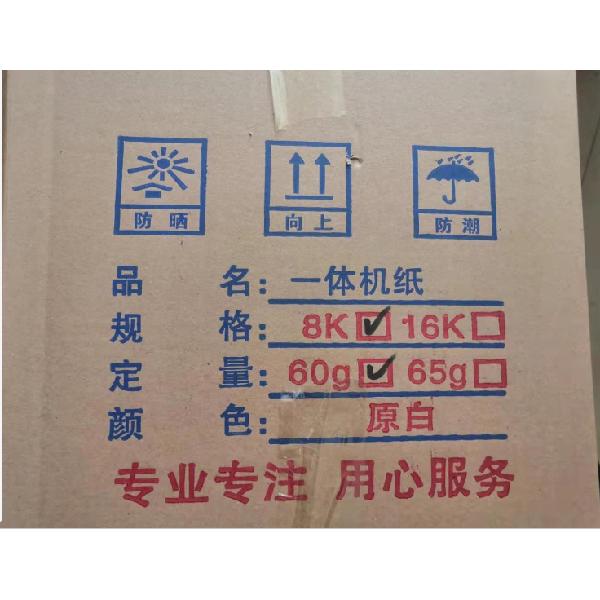 防晒 向上 防潮
品名：一体机纸
规格：8K☑16K☐
定量：60g☑65g☐
颜色：原白
专业专注 用心服务